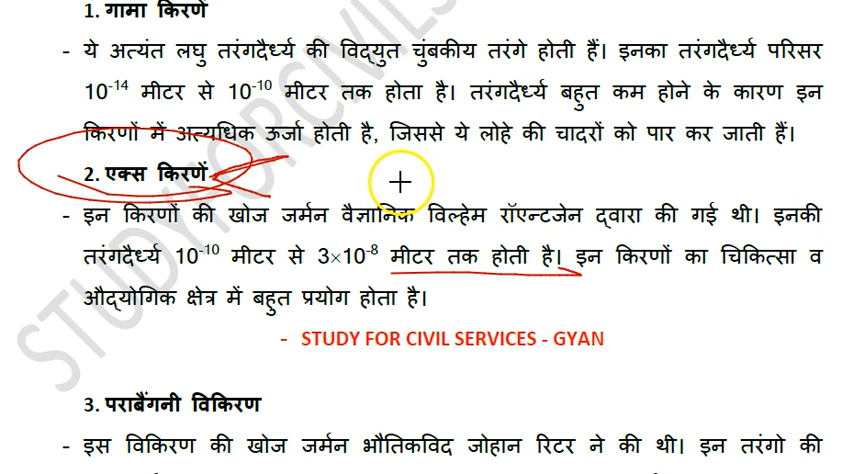 1. गामा किरणें
- ये अत्यंत लघु तरंगदैर्ध्य की विद्युत चुंबकीय तरंगे होती हैं। इनका तरंगदैर्ध्य परिसर
10-14 मीटर से 10-10 मीटर तक होता है। तरंगदैर्ध्य बहुत कम होने के कारण इन
किरणों में अत्यधिक ऊर्जा होती है, जिससे ये लोहे की चादरों को पार कर जाती हैं।
2. एक्स किरणें
- इन किरणों की खोज जर्मन वैज्ञानिक विल्हेम रॉएन्टजेन द्वारा की गई थी। इनकी
तरंगदैर्ध्य 10-10 मीटर से 3×10-8 मीटर तक होती है। इन किरणों का चिकित्सा व
औद्योगिक क्षेत्र में बहुत प्रयोग होता है।
- STUDY FOR CIVIL SERVICES - GYAN
3. पराबैंगनी विकिरण
- इस विकिरण की खोज जर्मन भौतिकविद जोहान रिटर ने की थी। इन तरंगो की
STUDYFORCIVILS